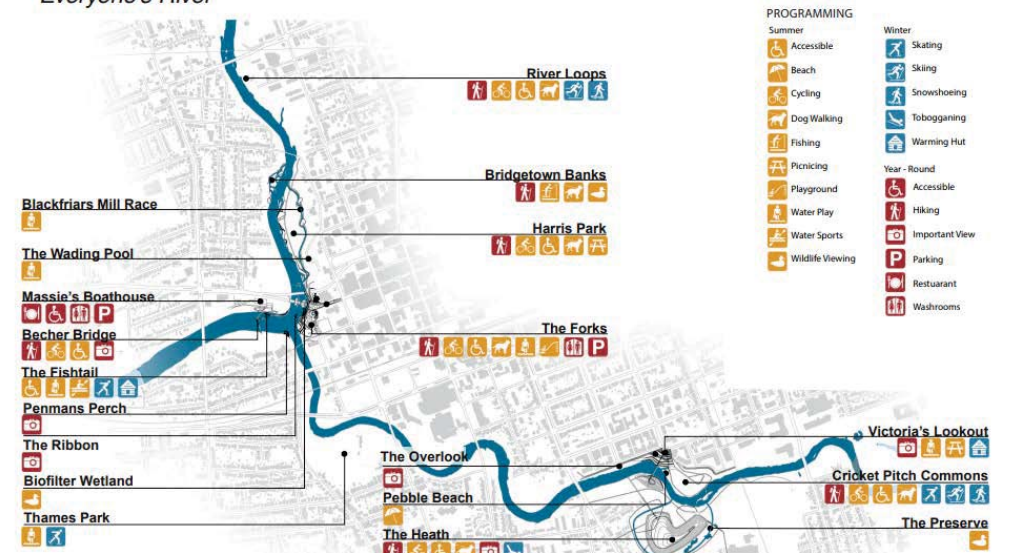 Everyone's River
PROGRAMMING
Summer
Accessible
Beach
Cycling
Dog Walking
Fishing
Picnicing
Playground
Water Play
Water Sports
Wildlife Viewing
Winter
Skating
Skiing
Snowshoeing
Tobogganing
Warming Hut
Year - Round
Accessible
Hiking
Important View
P Parking
Restuarant
Washrooms
River Loops
Bridgetown Banks
Harris Park
Blackfriars Mill Race
The Wading Pool
Massie's Boathouse
P
Becher Bridge
The Fishtail
Penmans Perch
The Ribbon
Biofilter Wetland
Thames Park
The Forks
P
The Overlook
Pebble Beach
The Heath
Victoria's Lookout
Cricket Pitch Commons
The Preserve